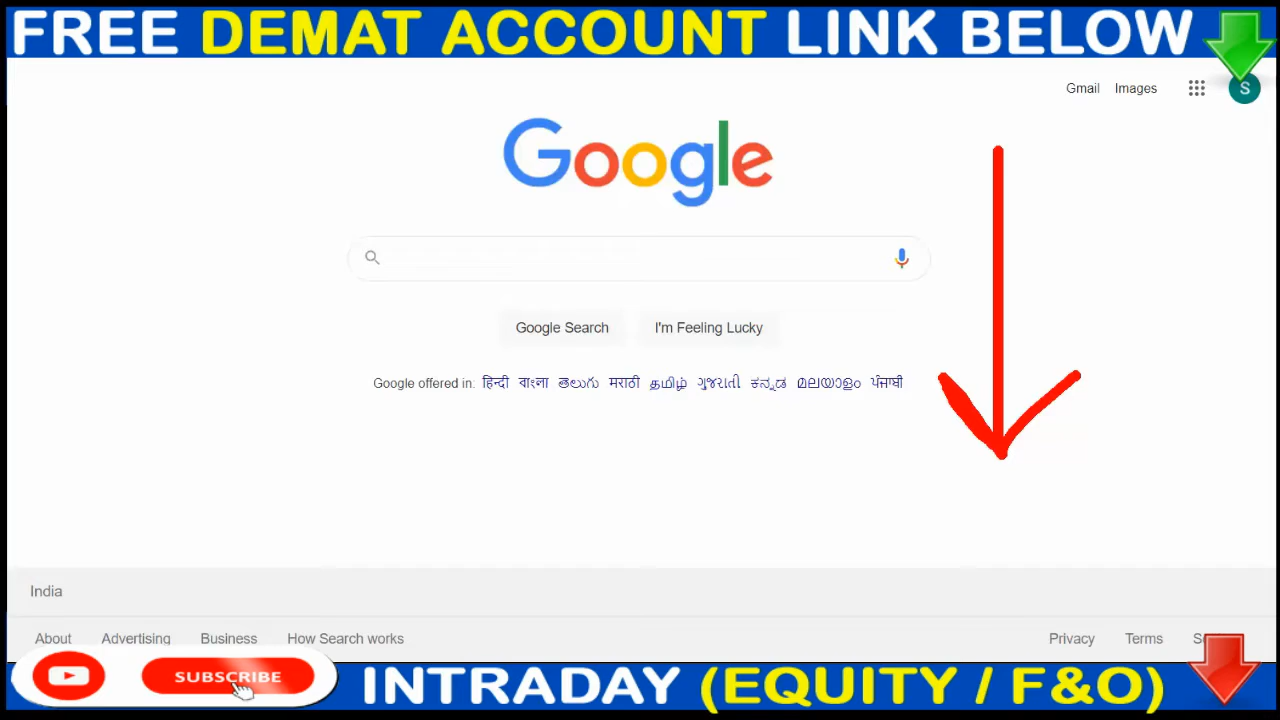 FREE DEMAT ACCOUNT LINK BELOW
Gmail Images
S
Google
Google Search I'm Feeling Lucky
Google offered in: हिन्दी বাংলা తెలుగు मराठी தமிழ் ગુજરાતી ಕನ್ನಡ മലയാളം ਪੰਜਾਬੀ
India
About Advertising Business How Search works Privacy Terms
SUBSCRIBE
INTRADAY (EQUITY / F&O)